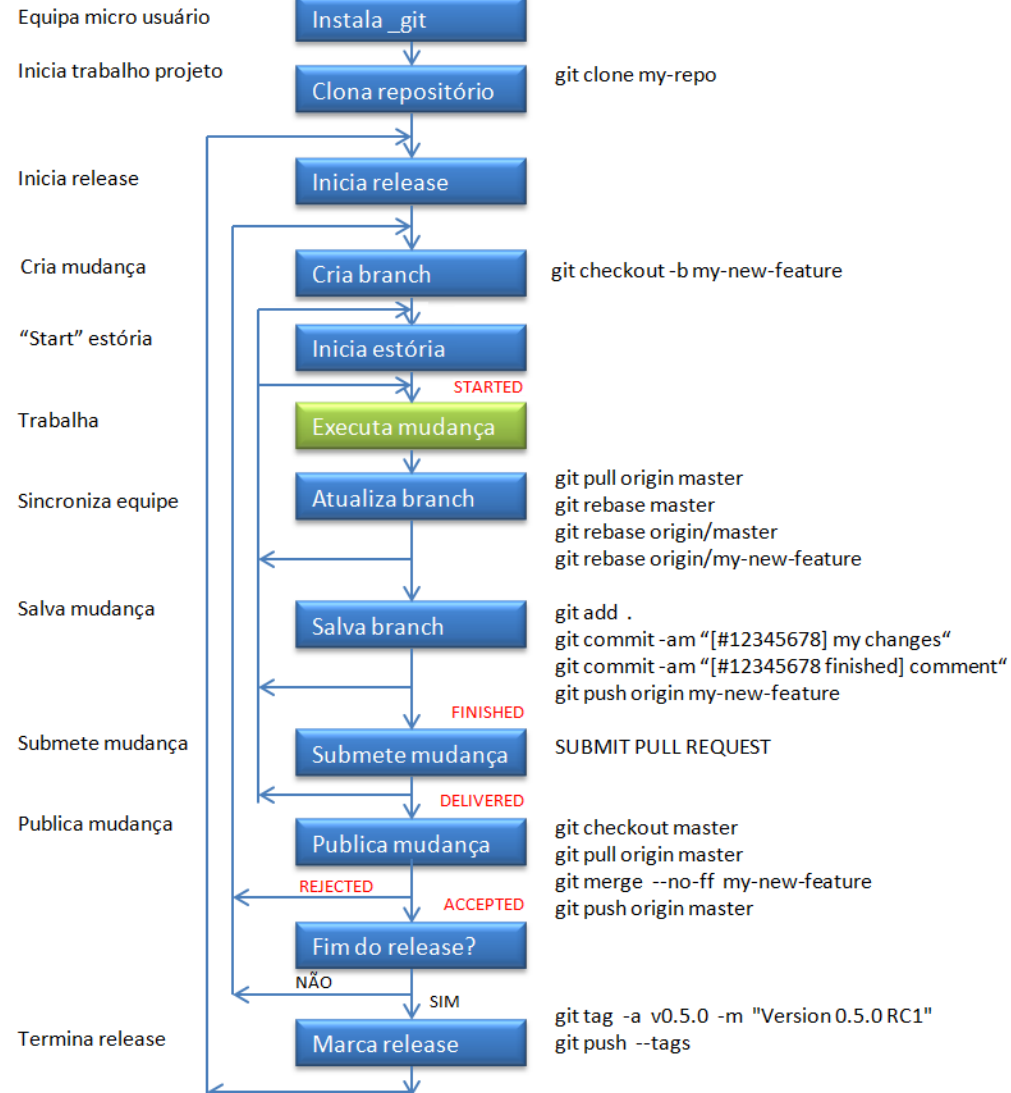 Equipa micro usuário
Instala _git
Inicia trabalho projeto
Clona repositório
git clone my-repo
Inicia release
Inicia release
Cria mudança
Cria branch
git checkout -b my-new-feature
“Start” estória
Inicia estória
STARTED
Trabalha
Executa mudança
Sincroniza equipe
Atualiza branch
git pull origin master
git rebase master
git rebase origin/master
git rebase origin/my-new-feature
Salva mudança
Salva branch
git add .
git commit -am “[#12345678] my changes“
git commit -am “[#12345678 finished] comment“
git push origin my-new-feature
FINISHED
Submete mudança
Submete mudança
SUBMIT PULL REQUEST
DELIVERED
Publica mudança
Publica mudança
git checkout master
git pull origin master
git merge --no-ff my-new-feature
git push origin master
REJECTED
ACCEPTED
Fim do release?
NÃO
SIM
Termina release
Marca release
git tag -a v0.5.0 -m "Version 0.5.0 RC1"
git push --tags